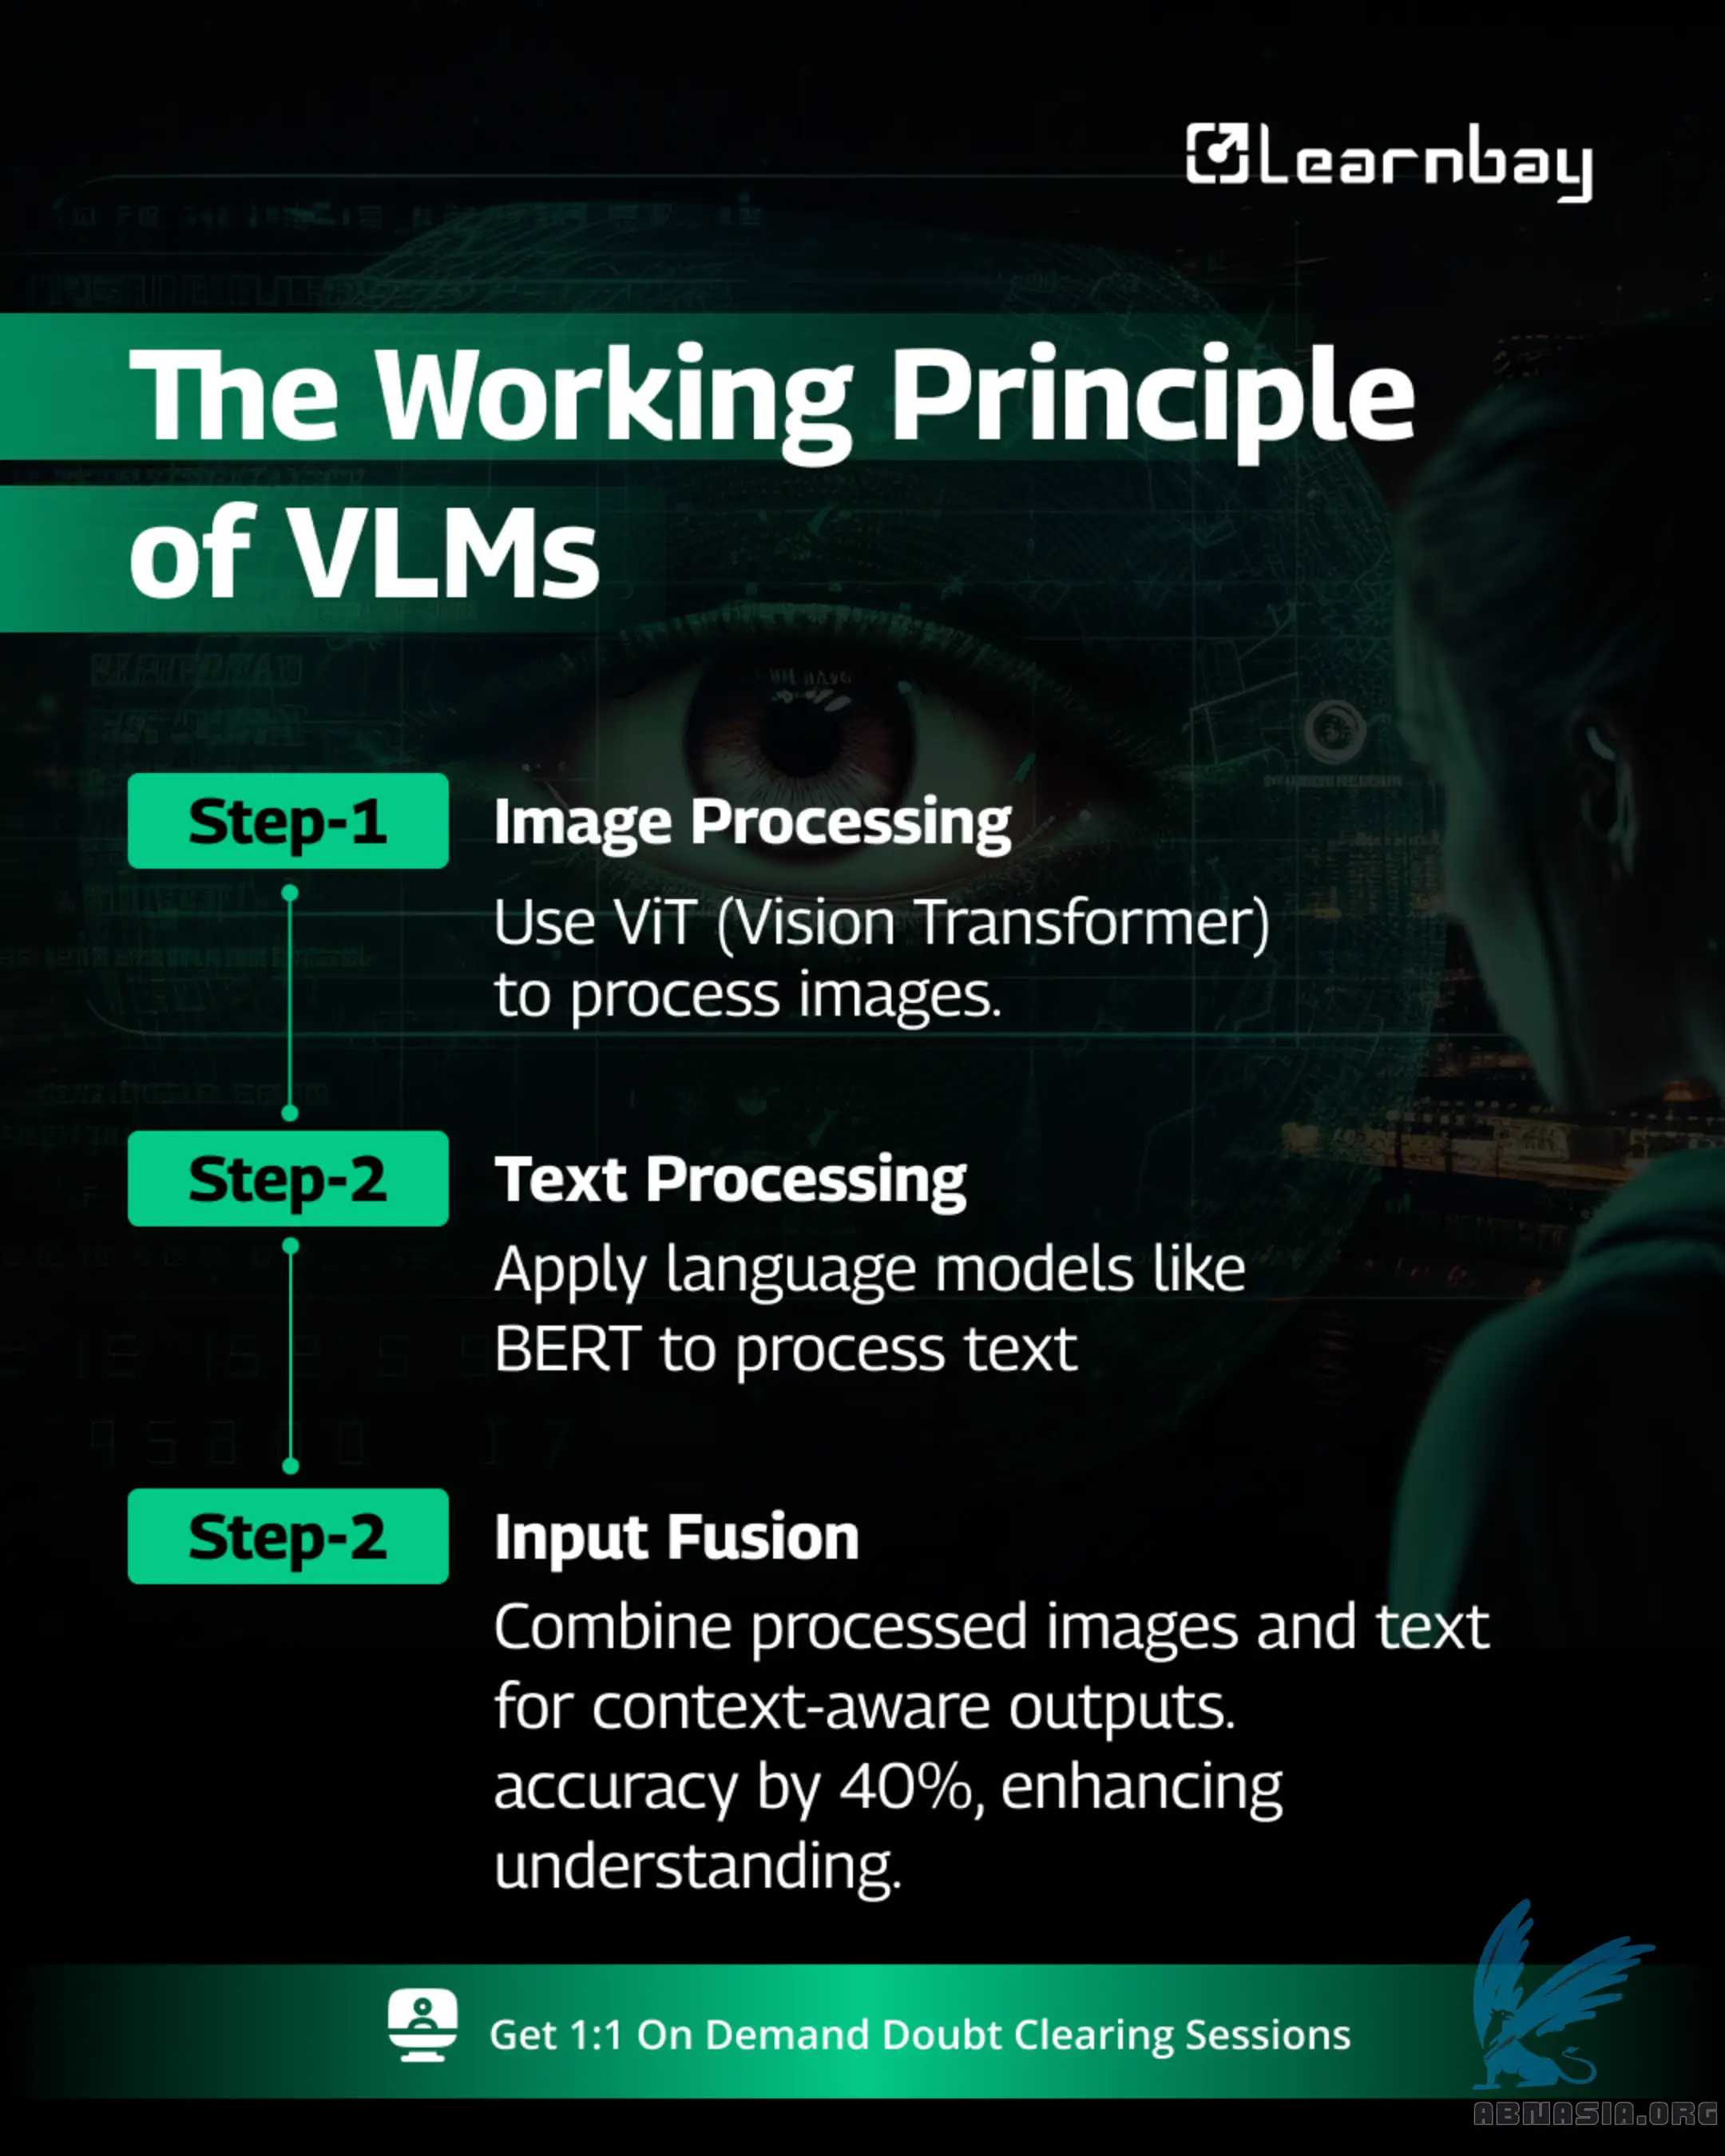 Learnbay
The Working Principle
of VLMs
Step-1
Image Processing
Use ViT (Vision Transformer)
to process images.
Step-2
Text Processing
Apply language models like
BERT to process text
Step-2
Input Fusion
Combine processed images and text
for context-aware outputs.
accuracy by 40%, enhancing
understanding.
Get 1:1 On Demand Doubt Clearing Sessions
ABNASIA.ORG